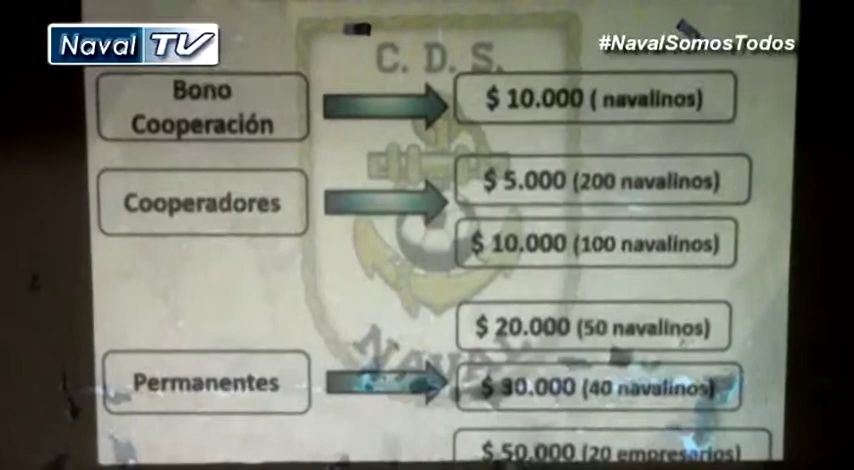 Naval TV
#NavalSomosTodos
C. D. S.
Bono
Cooperación
$ 10.000 ( navalinos)
Cooperadores
$ 5.000 (200 navalinos)
$ 10.000 (100 navalinos)
$ 20.000 (50 navalinos)
NAVAL
Permanentes
$ 30.000 (40 navalinos)
$ 50.000 (20 empresarios)